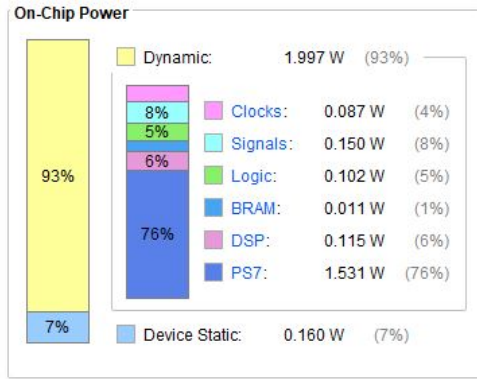 On-Chip Power
Dynamic: 1.997 W (93%)
93%
7%
8%
5%
6%
76%
Clocks: 0.087 W (4%)
Signals: 0.150 W (8%)
Logic: 0.102 W (5%)
BRAM: 0.011 W (1%)
DSP: 0.115 W (6%)
PS7: 1.531 W (76%)
Device Static: 0.160 W (7%)